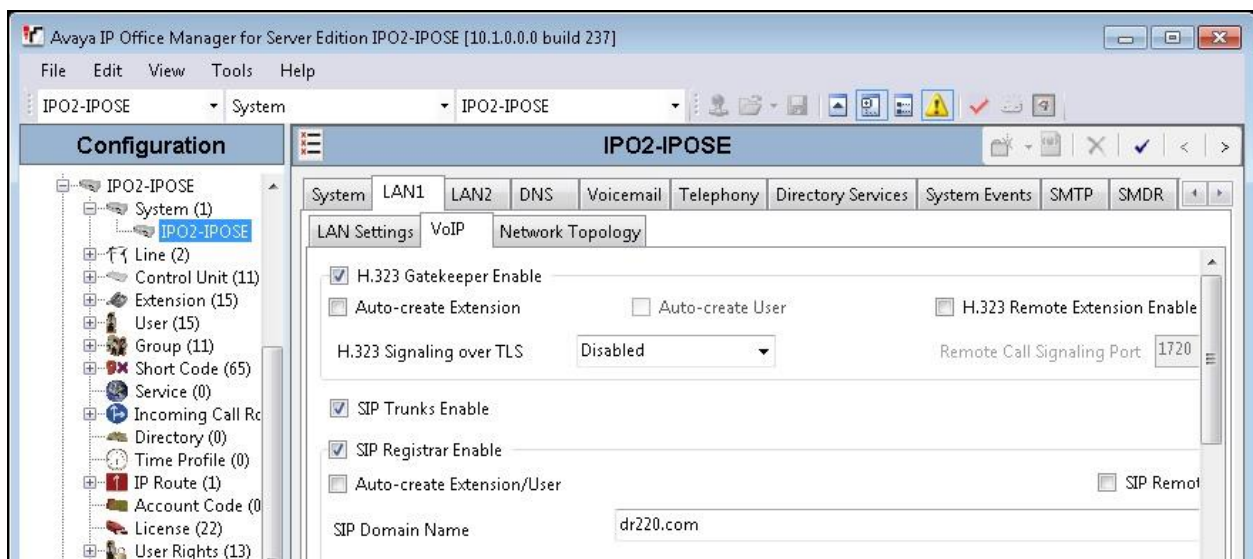 Avaya IP Office Manager for Server Edition IPO2-IPOSE [10.1.0.0.0 build 237]
File Edit View Tools Help
IPO2-IPOSE System IPO2-IPOSE
Configuration
IPO2-IPOSE
System (1)
IPO2-IPOSE
Line (2)
Control Unit (11)
Extension (15)
User (15)
Group (11)
Short Code (65)
Service (0)
Incoming Call Ro
Directory (0)
Time Profile (0)
IP Route (1)
Account Code (0
License (22)
User Rights (13)
IPO2-IPOSE
System LAN1 LAN2 DNS Voicemail Telephony Directory Services System Events SMTP SMDR
LAN Settings VoIP Network Topology
H.323 Gatekeeper Enable
Auto-create Extension Auto-create User H.323 Remote Extension Enable
H.323 Signaling over TLS Disabled Remote Call Signaling Port 1720
SIP Trunks Enable
SIP Registrar Enable
Auto-create Extension/User SIP Remot
SIP Domain Name dr220.com